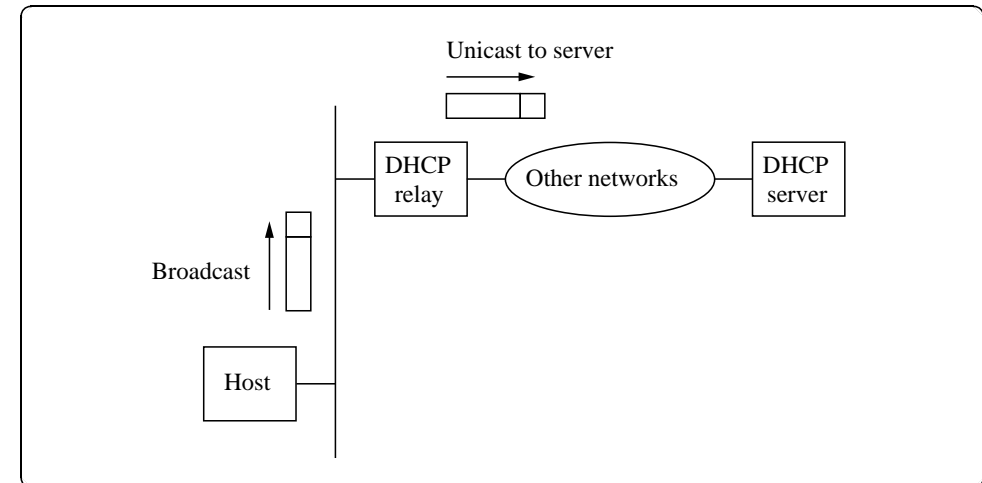 Unicast to server
DHCP
relay
Other networks
DHCP
server
Broadcast
Host